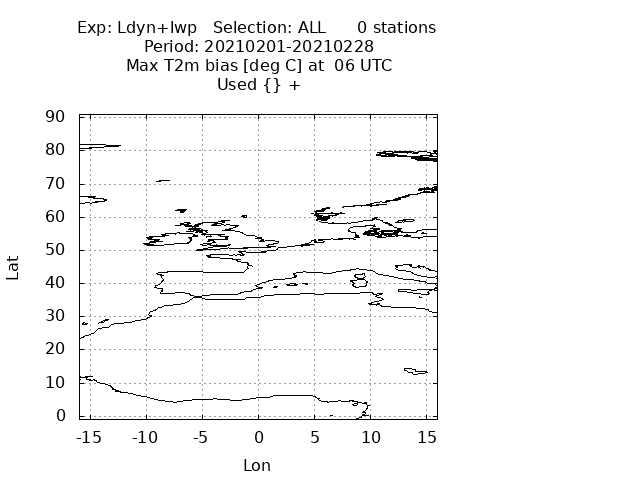 Exp: Ldyn+lwp   Selection: ALL      0 stations
Period: 20210201-20210228
Max T2m bias [deg C] at  06 UTC
Used {} +
90
80
70
60
50
40
30
20
10
0
Lat
-15 -10 -5 0 5 10 15
Lon